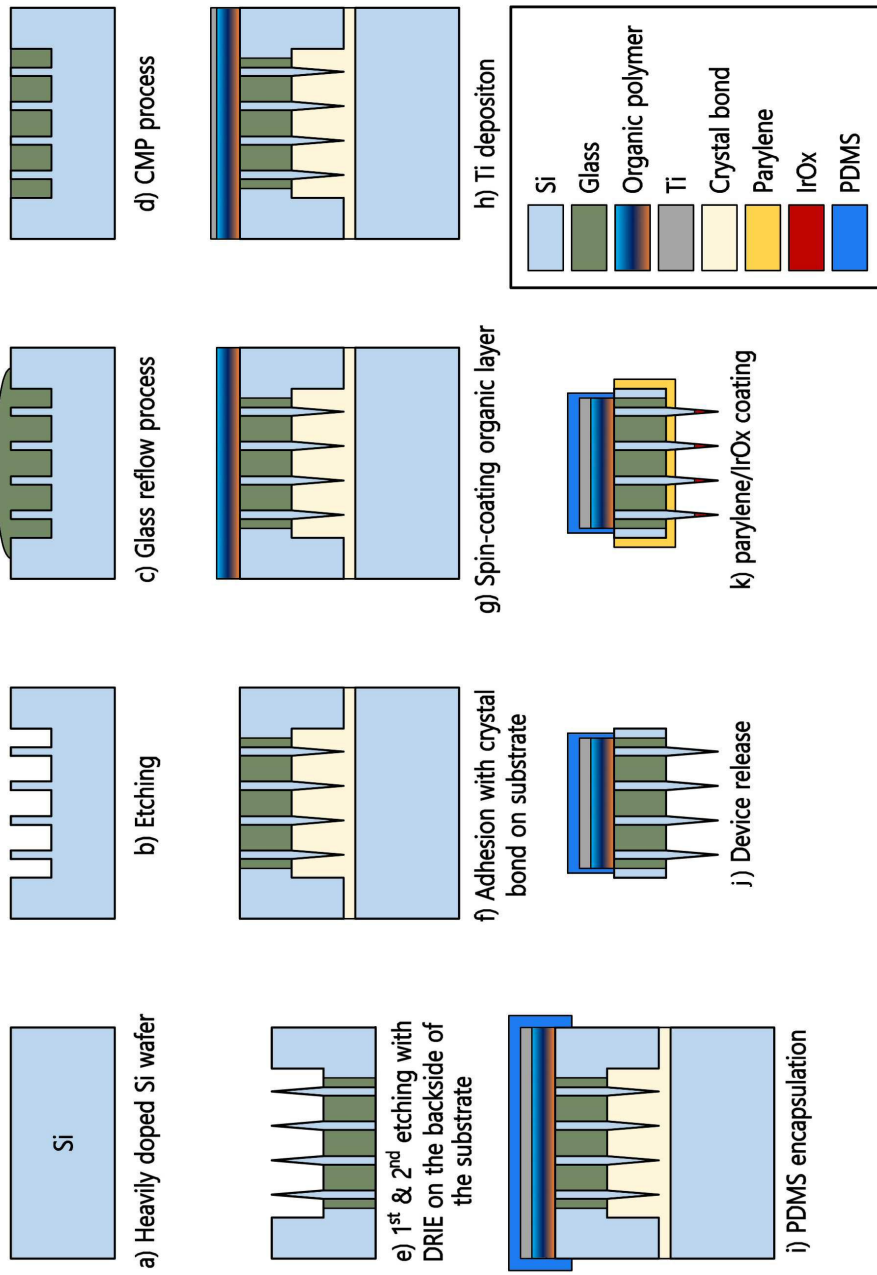 Si
a) Heavily doped Si wafer
b) Etching
c) Glass reflow process
d) CMP process
e) 1st & 2nd etching with
DRIE on the backside of
the substrate
f) Adhesion with crystal
bond on substrate
g) Spin-coating organic layer
h) Ti depositon
i) PDMS encapsulation
j) Device release
k) parylene/IrOx coating
Si
Glass
Organic polymer
Ti
Crystal bond
Parylene
IrOx
PDMS